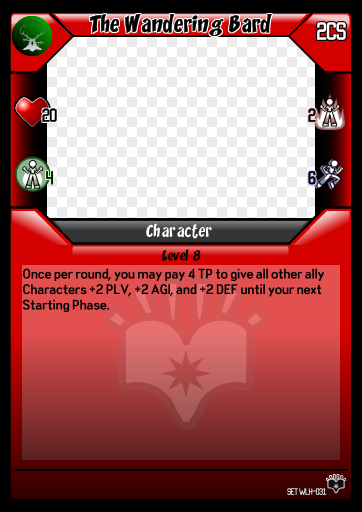 The Wandering Bard
2CS
20
2
4
6
Character
Level 8
Once per round, you may pay 4 TP to give all other ally
Characters +2 PLV, +2 AGI, and +2 DEF until your next
Starting Phase.
SET WLH-031